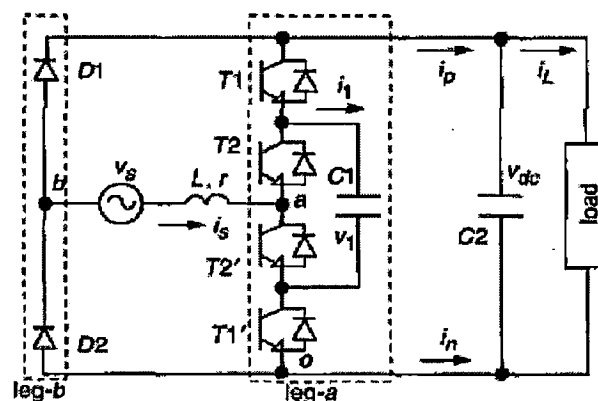 D1
T1
i1
ip
iL
b
vs
L, r
T2
C1
is
a
v1
T2'
vdc
C2
load
D2
T1'
o
in
leg-b
leg-a